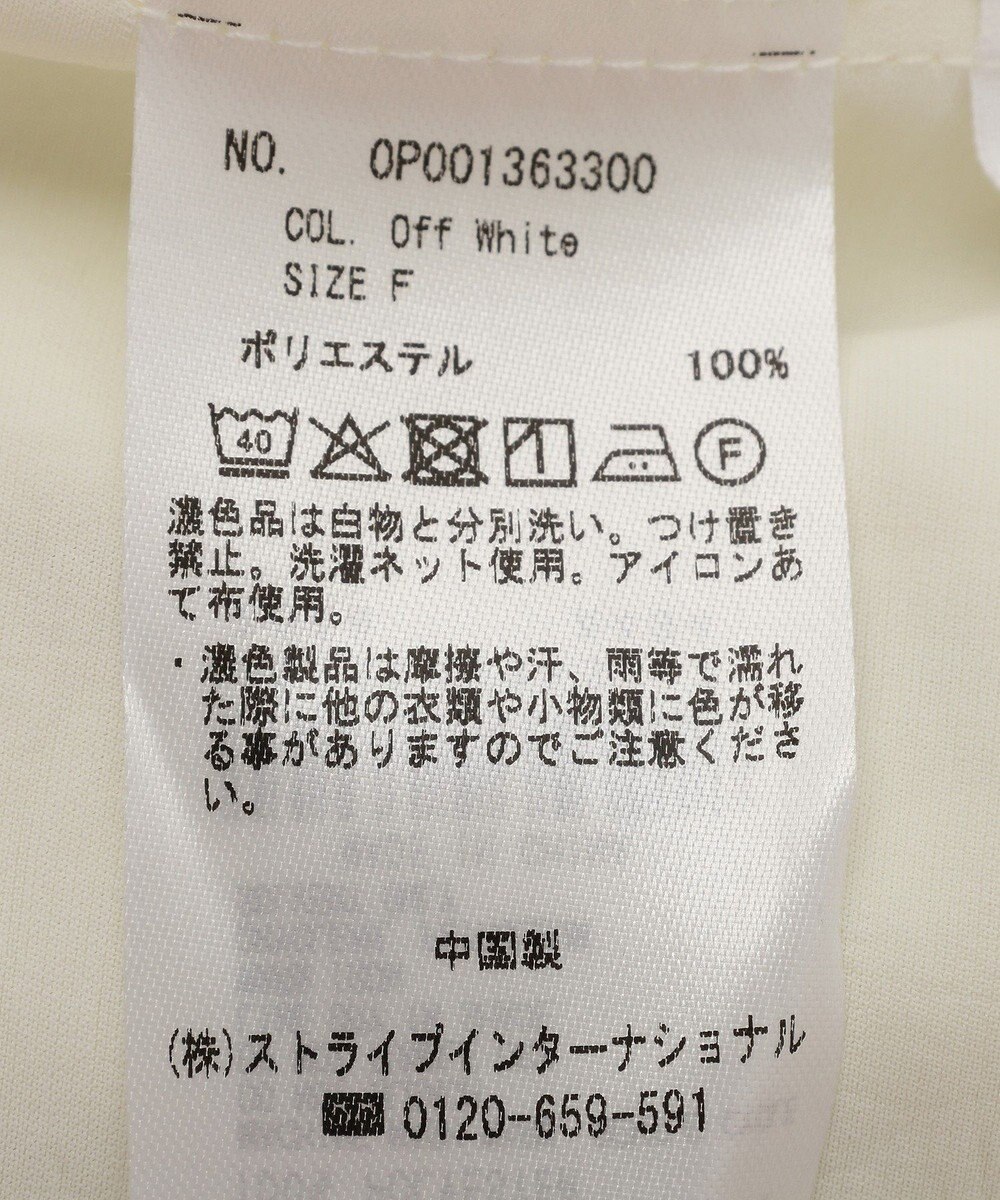 NO. 0P001363300
COL. Off White
SIZE F
ポリエステル 100%
40
F
濃色品は白物と分別洗い。つけ置き
禁止。洗濯ネット使用。アイロンあ
て布使用。
・濃色製品は摩擦や汗、雨等で濡れ
た際に他の衣類や小物類に色が移
る事がありますのでご注意くださ
い。
中国製
(株)ストライプインターナショナル
0120-659-591